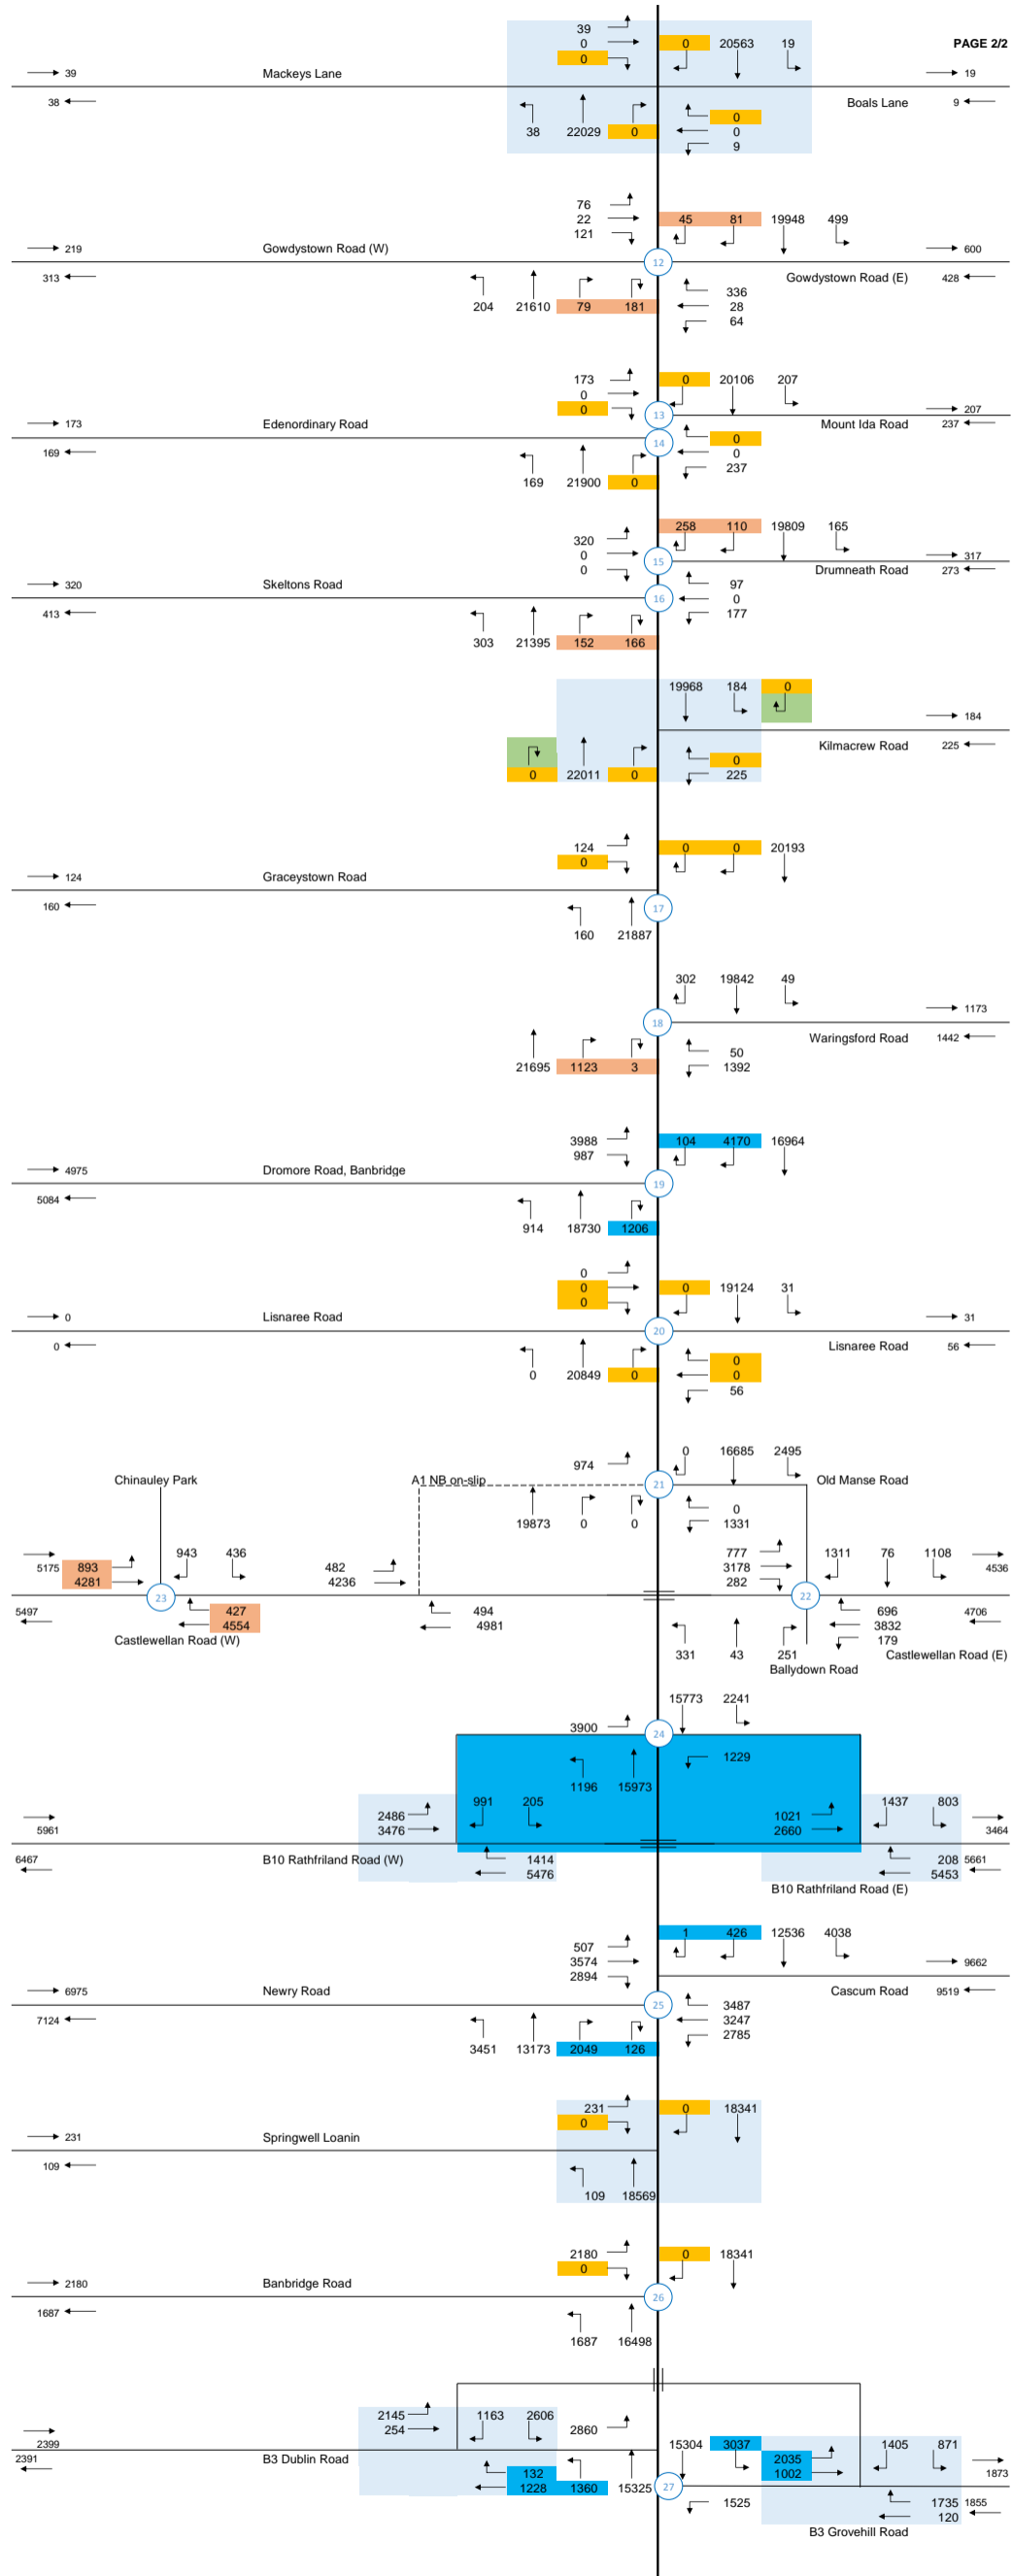 39
0 0 20563 19 PAGE 2/2
0
39 Mackeys Lane 19
38 Boals Lane 9
0
38 22029 0 0
9
76
22 45 81 19948 499
121
219 Gowdystown Road (W) 600
12
313 Gowdystown Road (E) 428
336
204 21610 79 181 28
64
173 0 20106 207
0
0
13 207
173 Edenordinary Road Mount Ida Road 237
14 0
169 0
169 21900 0 237
258 110 19809 165
320
0
0 15 317
Drumneath Road 273
320 Skeltons Road 97
16 0
413 177
303 21395 152 166
19968 184 0
184
Kilmacrew Road 225
0
0 22011 0 225
124 0 0 20193
0
124 Graceystown Road
160 17
160 21887
302 19842 49
1173
18
Waringsford Road 1442
50
21695 1123 3 1392
3988 104 4170 16964
987
4975 Dromore Road, Banbridge
19
5084
914 18730 1206
0
0 0 19124 31
0
0 Lisnaree Road 31
20
0 Lisnaree Road 56
0
0 20849 0 0
56
974 0 16685 2495
Chinauley Park A1 NB on-slip 21 Old Manse Road
0
19873 0 0 1331
943 436 777 1311 76 1108
5175 893 482 3178 4536
4281 4236 282
23 22
5497 427 494 696 4706
4554 4981 3832
Castlewellan Road (W) 179
331 43 251 Castlewellan Road (E)
Ballydown Road
15773 2241
3900 24
1229
1196 15973
991 205 1437 803
2486 1021
5961 3476 2660 3464
6467 B10 Rathfriland Road (W) 1414 208 5661
5476 5453
B10 Rathfriland Road (E)
1 426 12536 4038
507
3574 9662
2894
6975 Newry Road Cascum Road 9519
25 3487
7124 3247
3451 13173 2049 126 2785
231 0 18341
0
231 Springwell Loanin
109
109 18569
2180 0 18341
0
2180 Banbridge Road
26
1687
1687 16498
2145 1163 2606
254 2860
2399 15304 3037 1405 871
2391 B3 Dublin Road 2035
1002 1873
132
1228 1360 15325 27
1525 1735 1855
120
B3 Grovehill Road